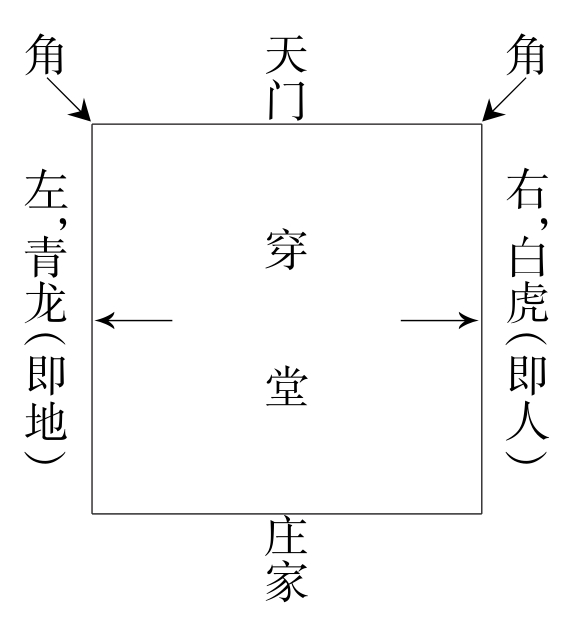 角
天门
角
左，青龙（即地）
穿堂
右，白虎（即人）
庄家